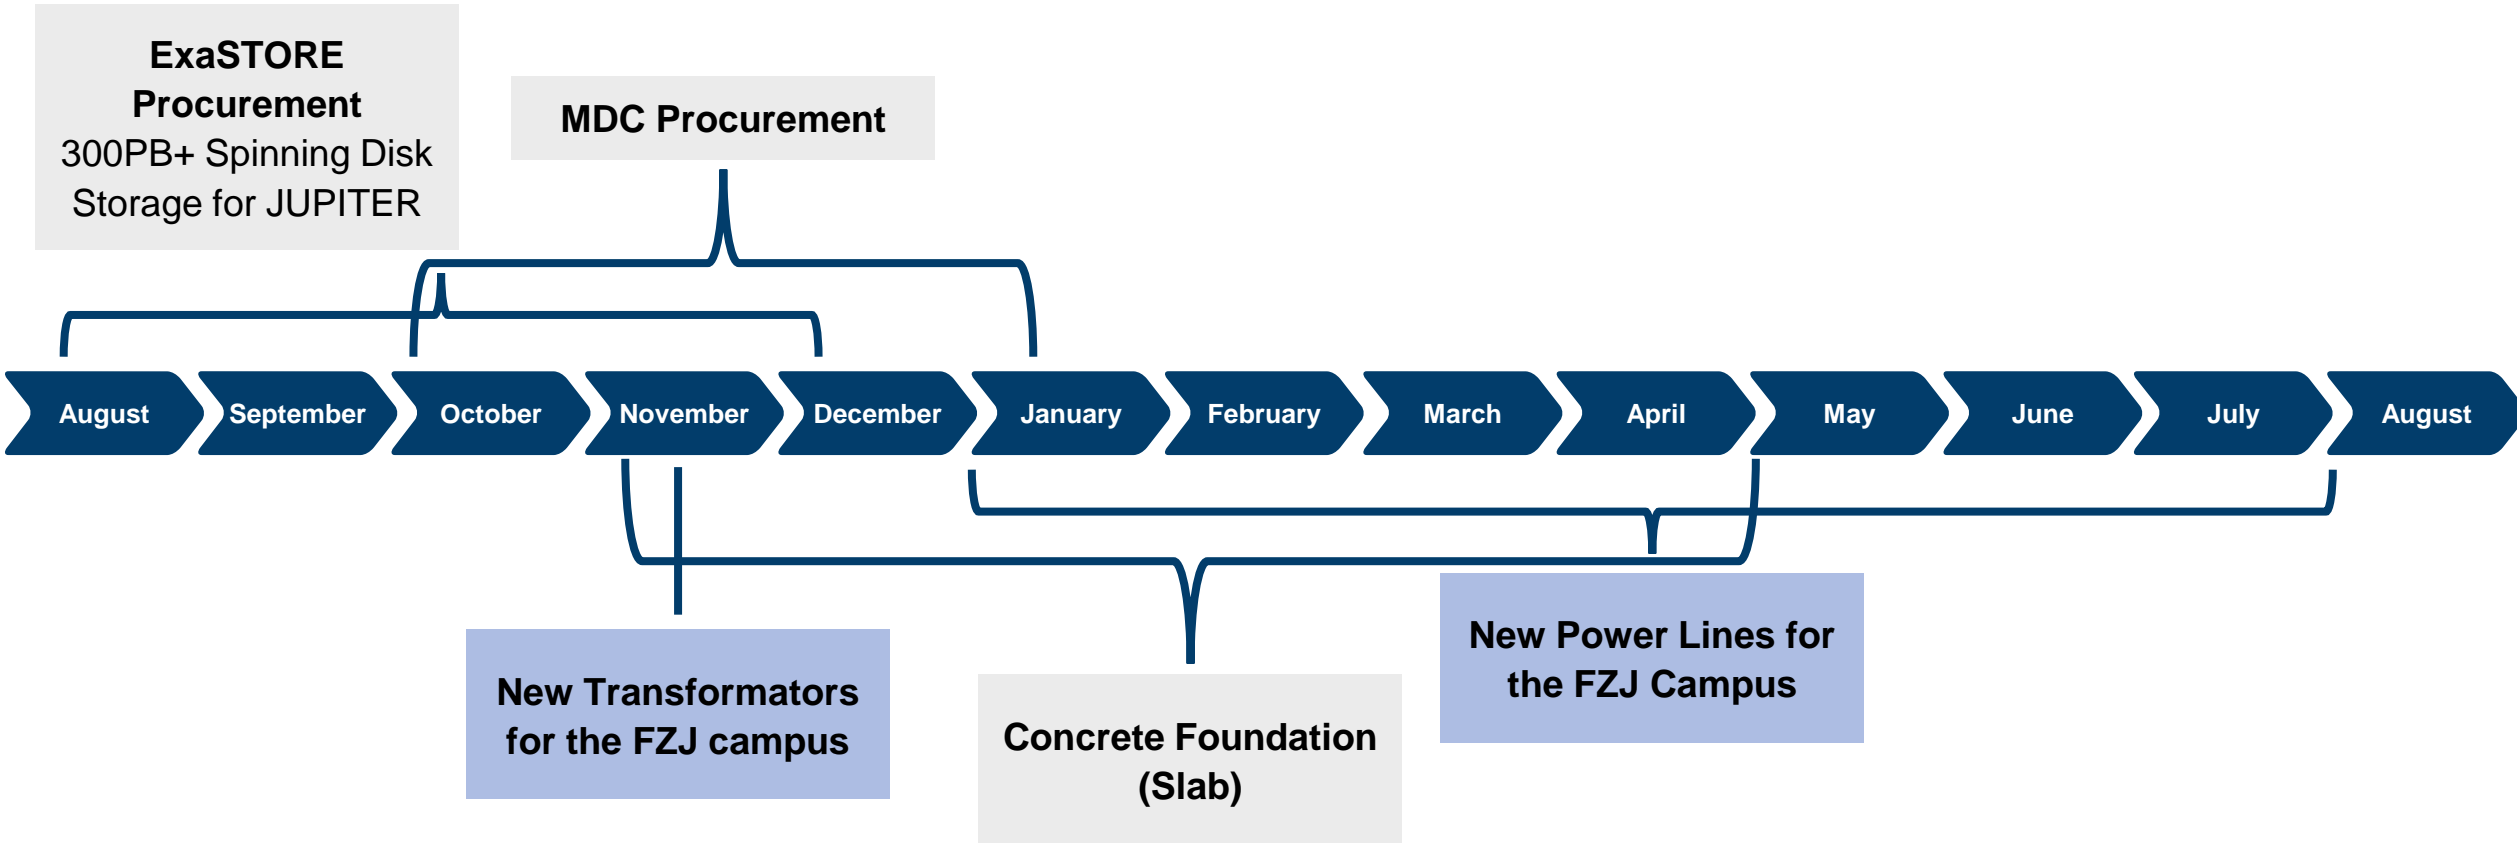 ExaSTORE
Procurement
300PB+ Spinning Disk
Storage for JUPITER
MDC Procurement
August
September
October
November
December
January
February
March
April
May
June
July
August
New Transformators
for the FZJ campus
Concrete Foundation
(Slab)
New Power Lines for
the FZJ Campus